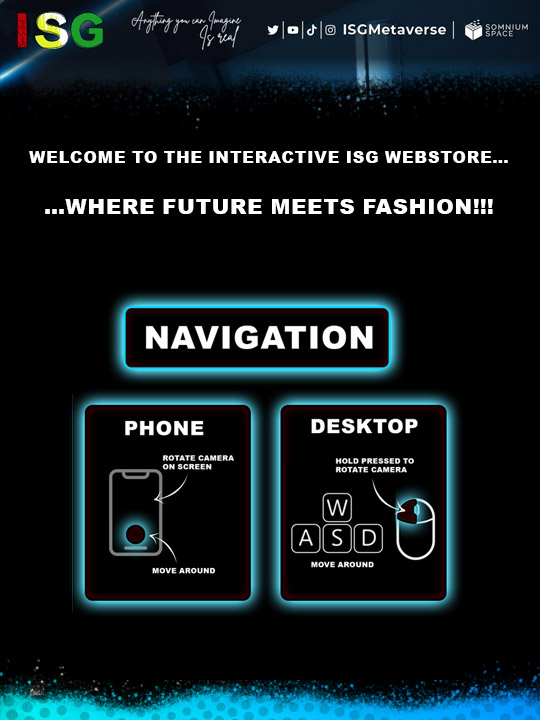 ISG
Anything you can Imagine
Is real
ISGMetaverse
SOMNIUM
SPACE
WELCOME TO THE INTERACTIVE ISG WEBSTORE...
...WHERE FUTURE MEETS FASHION!!!
NAVIGATION
PHONE
ROTATE CAMERA
ON SCREEN
MOVE AROUND
DESKTOP
HOLD PRESSED TO
ROTATE CAMERA
W
A S D
MOVE AROUND